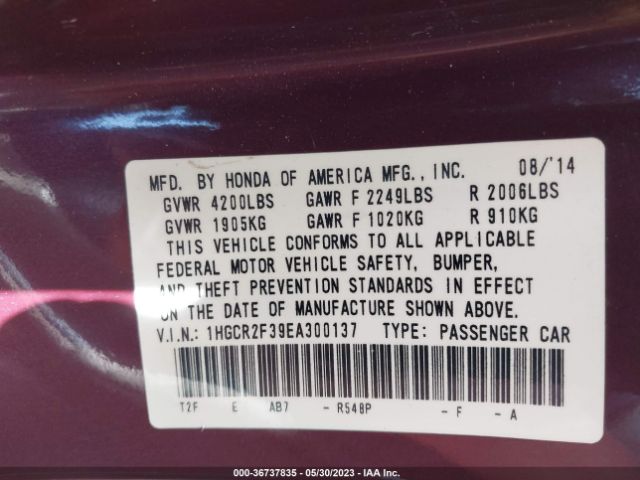 MFD. BY HONDA OF AMERICA MFG., INC. 08/'14
GVWR 4200LBS GAWR F 2249LBS R 2006LBS
GVWR 1905KG GAWR F 1020KG R 910KG
THIS VEHICLE CONFORMS TO ALL APPLICABLE
FEDERAL MOTOR VEHICLE SAFETY, BUMPER,
AND THEFT PREVENTION STANDARDS IN EFFECT
ON THE DATE OF MANUFACTURE SHOWN ABOVE.
V.I.N.: 1HGCR2F39EA300137 TYPE: PASSENGER CAR
T2F E AB7 - R548P - F - A
000-36737835 - 05/30/2023 - IAA Inc.